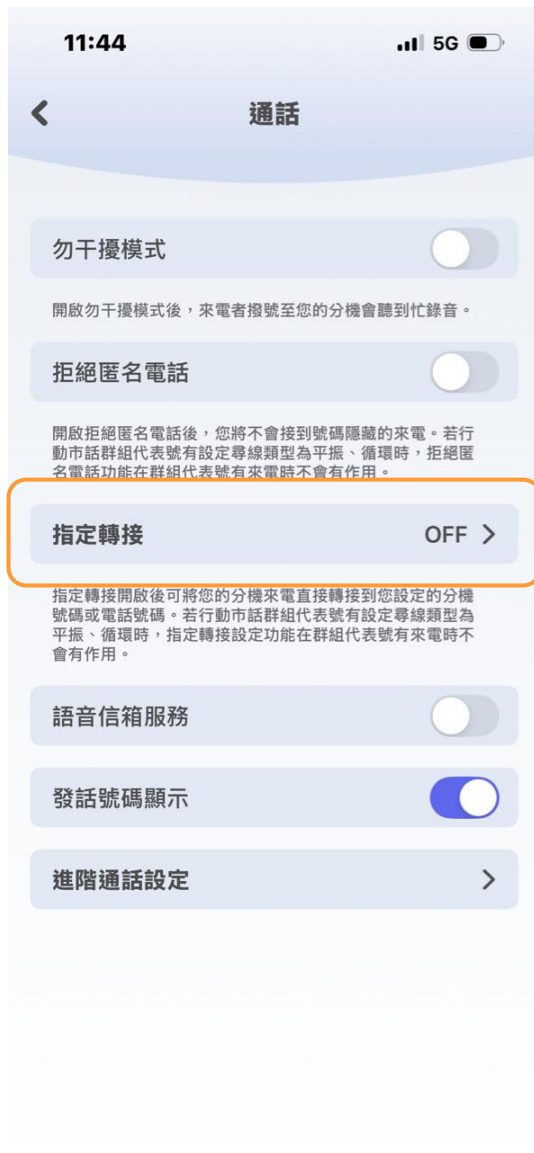 11:44 5G
通話
勿干擾模式
開啟勿干擾模式後，來電者撥號至您的分機會聽到忙錄音。
拒絕匿名電話
開啟拒絕匿名電話後，您將不會接到號碼隱藏的來電。若行
動市話群組代表號有設定尋線類型為平振、循環時，拒絕匿
名電話功能在群組代表號有來電時不會有作用。
指定轉接 OFF
指定轉接開啟後可將您的分機來電直接轉接到您設定的分機
號碼或電話號碼。若行動市話群組代表號有設定尋線類型為
平振、循環時，指定轉接設定功能在群組代表號有來電時不
會有作用。
語音信箱服務
發話號碼顯示
進階通話設定